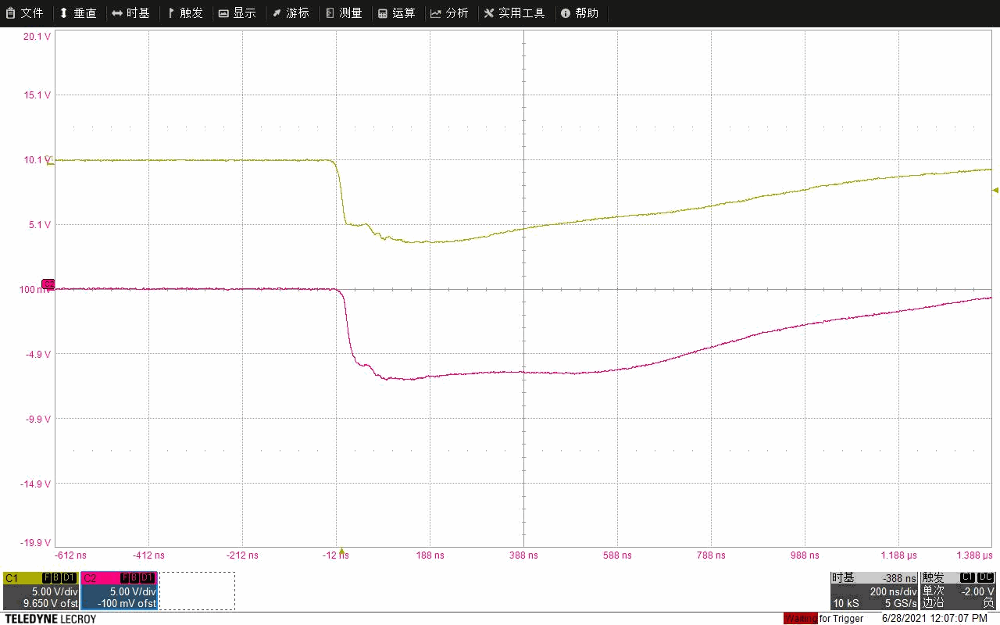 文件 垂直 时基 触发 显示 游标 测量 运算 分析 实用工具 帮助
20.1 V
15.1 V
C1
10.1 V
5.1 V
C2
100 mV
-4.9 V
-9.9 V
-14.9 V
-19.9 V
-612 ns -412 ns -212 ns -12 ns 188 ns 388 ns 588 ns 788 ns 988 ns 1.188 µs 1.388 µs
C1 F B D1 C2 F B D1 时基 -388 ns 触发 C1 DC
5.00 V/div 5.00 V/div 200 ns/div 单次 -2.00 V
9.650 V ofst -100 mV ofst 10 kS 5 GS/s 边沿 负
TELEDYNE LECROY Waiting for Trigger 6/28/2021 12:07:07 PM